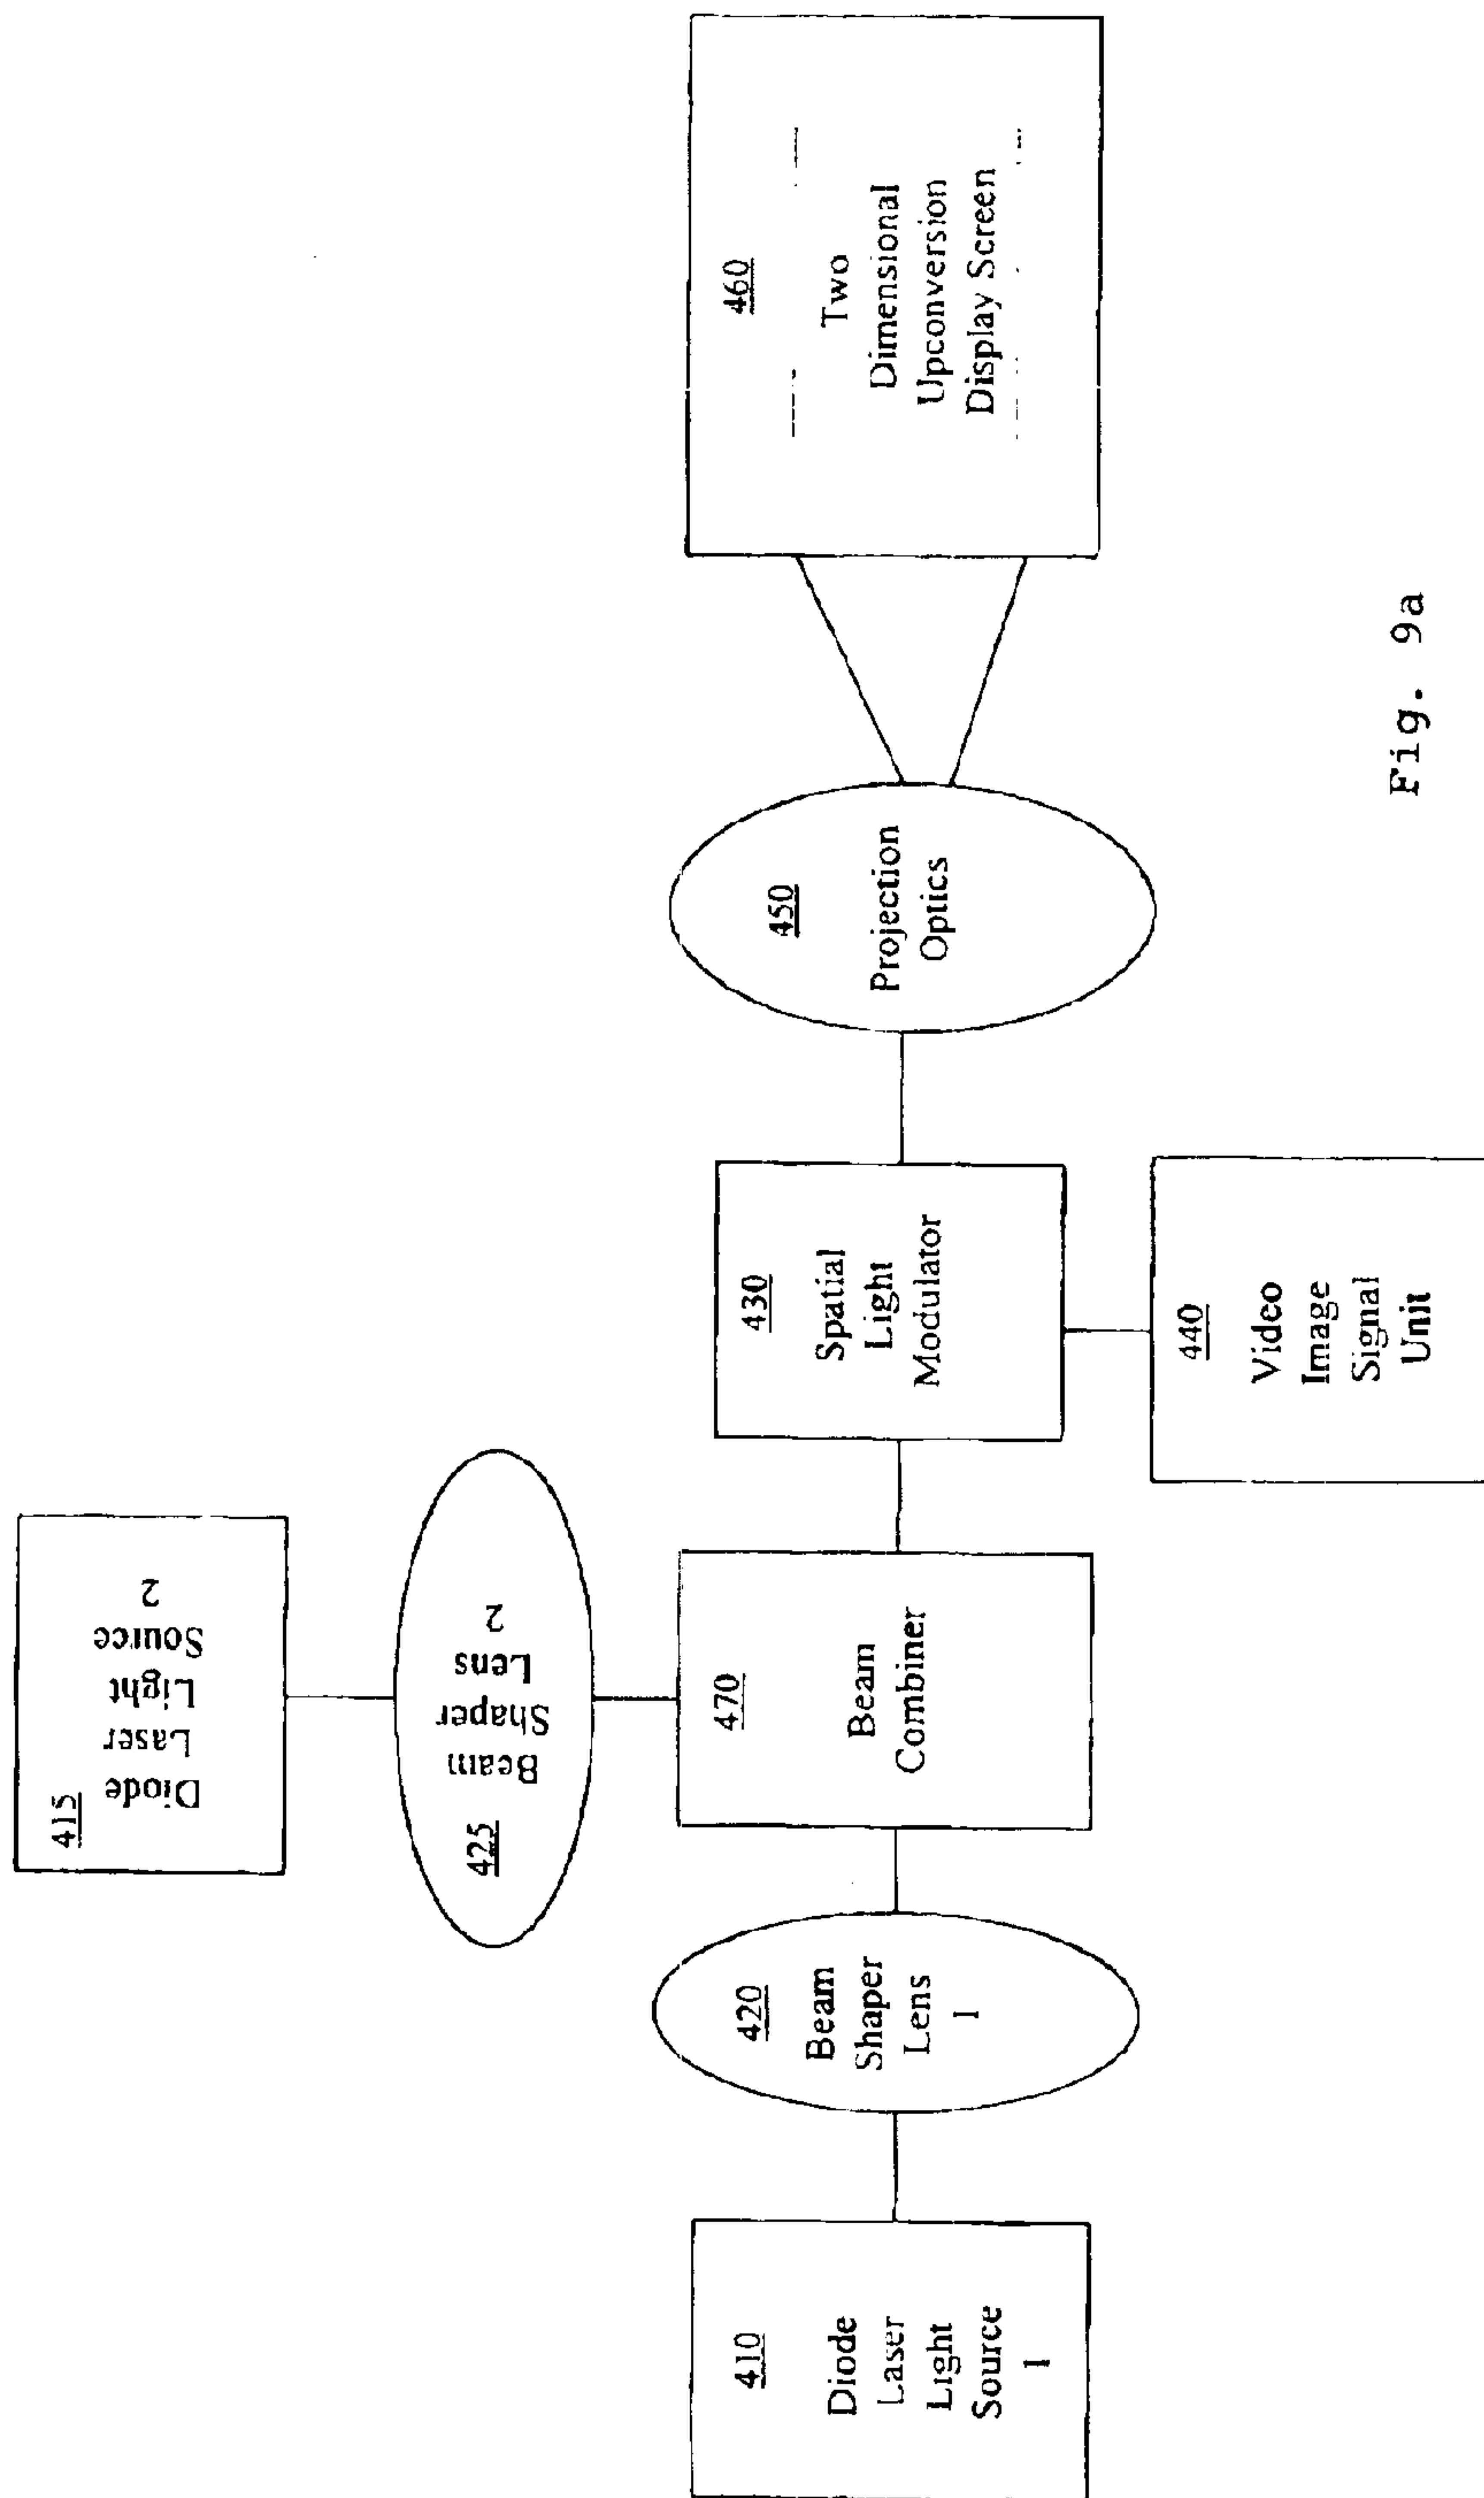 410
Diode
Laser
Light
Source
1
420
Beam
Shaper
Lens
1
415
Diode
Laser
Light
Source
2
425
Beam
Shaper
Lens
2
470
Beam
Combiner
430
Spatial
Light
Modulator
440
Video
Image
Signal
Unit
450
Projection
Optics
460
Two
Dimensional
Upconversion
Display Screen
Fig. 9a